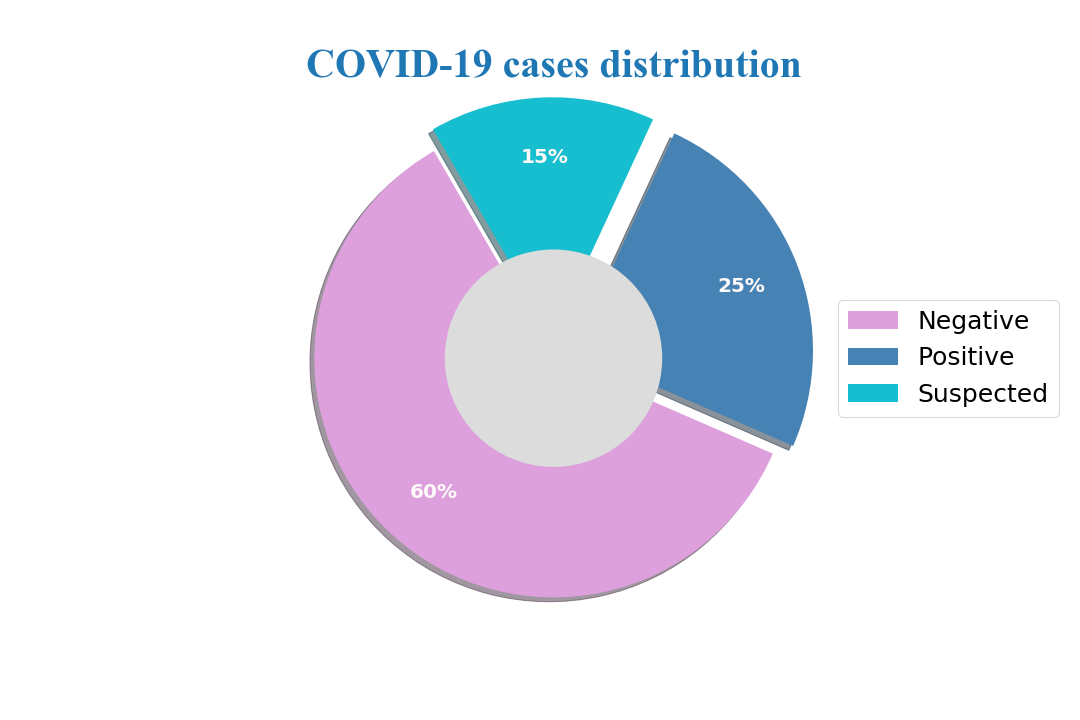 COVID-19 cases distribution
15%
25%
60%
Negative
Positive
Suspected